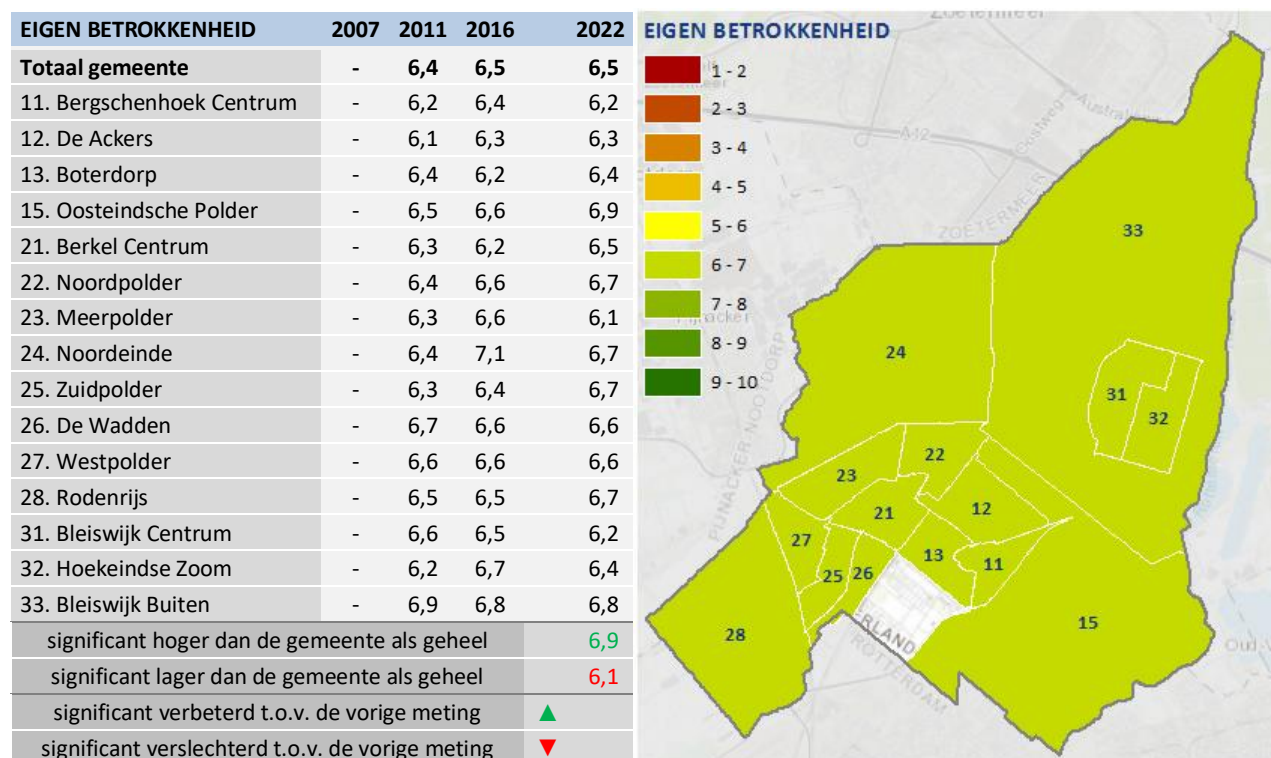 EIGEN BETROKKENHEID 2007 2011 2016 2022
Totaal gemeente - 6,4 6,5 6,5
11. Bergschenhoek Centrum - 6,2 6,4 6,2
12. De Ackers - 6,1 6,3 6,3
13. Boterdorp - 6,4 6,2 6,4
15. Oosteindsche Polder - 6,5 6,6 6,9
21. Berkel Centrum - 6,3 6,2 6,5
22. Noordpolder - 6,4 6,6 6,7
23. Meerpolder - 6,3 6,6 6,1
24. Noordeinde - 6,4 7,1 6,7
25. Zuidpolder - 6,3 6,4 6,7
26. De Wadden - 6,7 6,6 6,6
27. Westpolder - 6,6 6,6 6,6
28. Rodenrijs - 6,5 6,5 6,7
31. Bleiswijk Centrum - 6,6 6,5 6,2
32. Hoekeindse Zoom - 6,2 6,7 6,4
33. Bleiswijk Buiten - 6,9 6,8 6,8
significant hoger dan de gemeente als geheel 6,9
significant lager dan de gemeente als geheel 6,1
significant verbeterd t.o.v. de vorige meting ▲
significant verslechterd t.o.v. de vorige meting ▼
EIGEN BETROKKENHEID
1 - 2
2 - 3
3 - 4
4 - 5
5 - 6
6 - 7
7 - 8
8 - 9
9 - 10
Zoetermeer
A12
Oostweg
ZOETERMEER
PIJNACKER NOOTDORP
33
24
31
32
22
23
21
12
27
13
11
25
26
28
15
ERLAND
ROTTERDAM